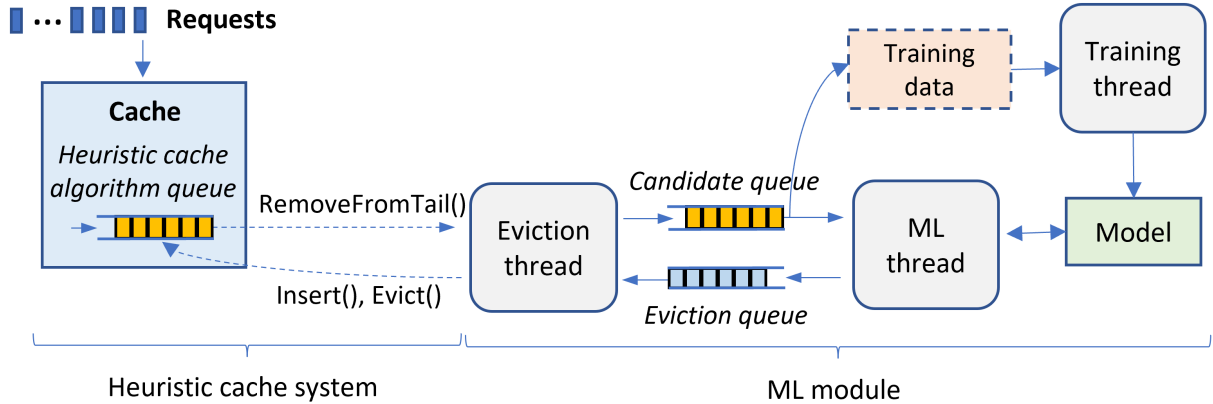 Requests
Cache
Heuristic cache
algorithm queue
RemoveFromTail()
Insert(), Evict()
Eviction
thread
Candidate queue
Eviction queue
Training
data
Training
thread
ML
thread
Model
Heuristic cache system
ML module